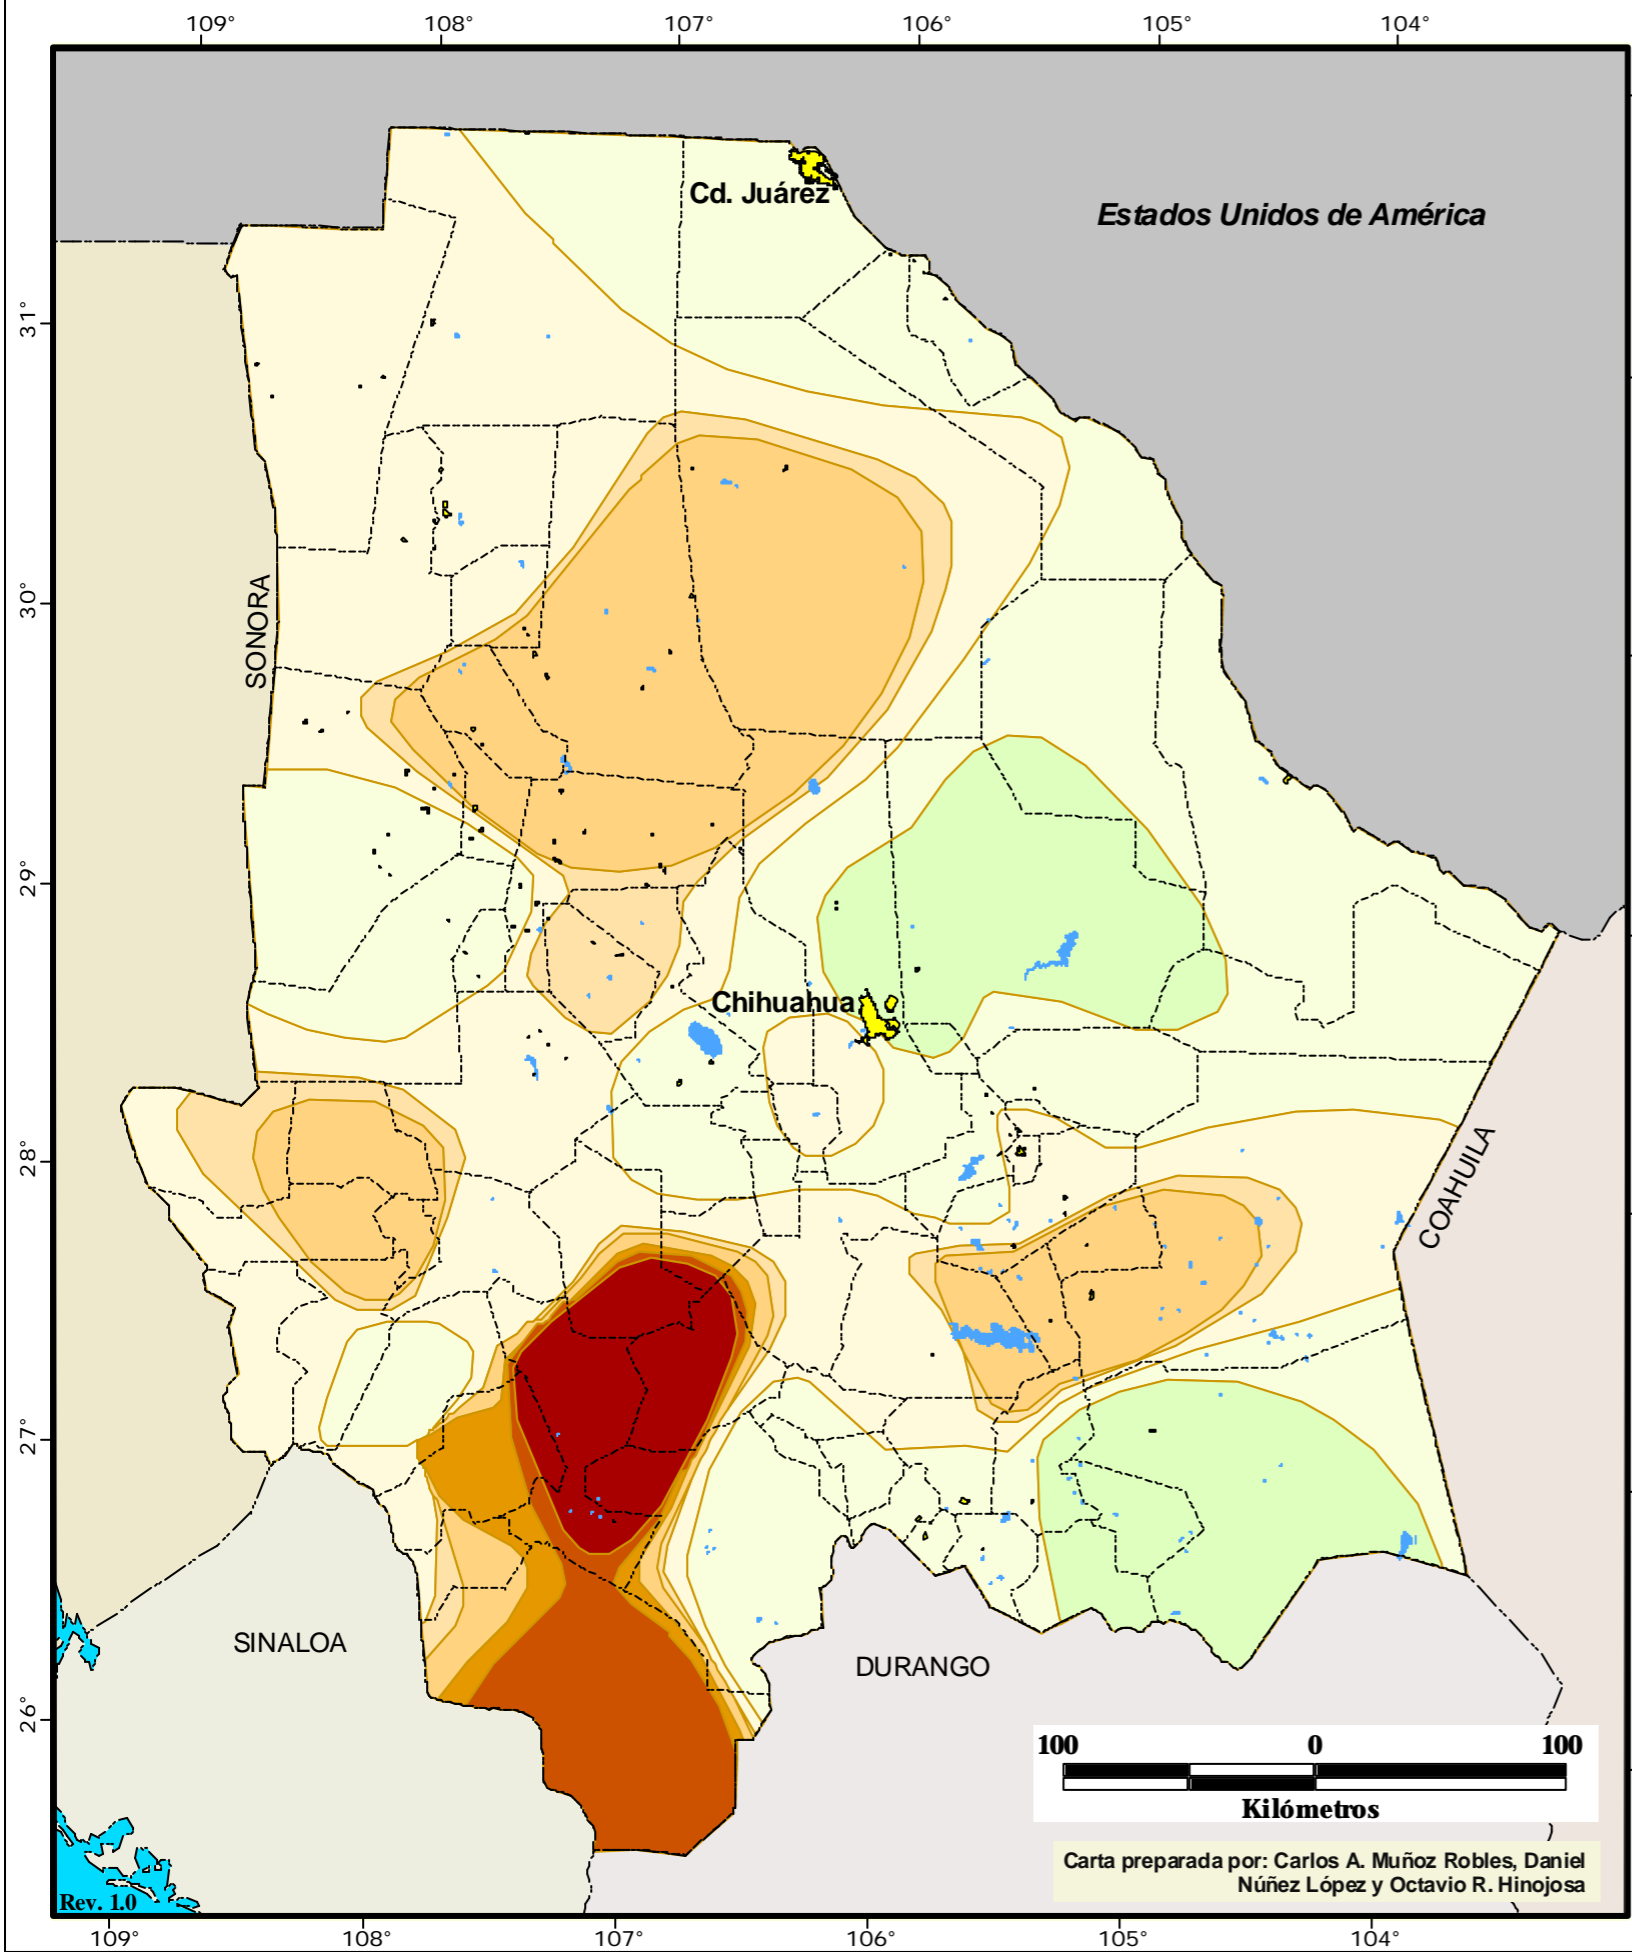 109° 108° 107° 106° 105° 104°
Cd. Juárez
Estados Unidos de América
31°
SONORA
30°
29°
Chihuahua
28°
COAHUILA
27°
SINALOA
DURANGO
26°
100 0 100
Kilómetros
Carta preparada por: Carlos A. Muñoz Robles, Daniel
Núñez López y Octavio R. Hinojosa
Rev. 1.0
109° 108° 107° 106° 105° 104°